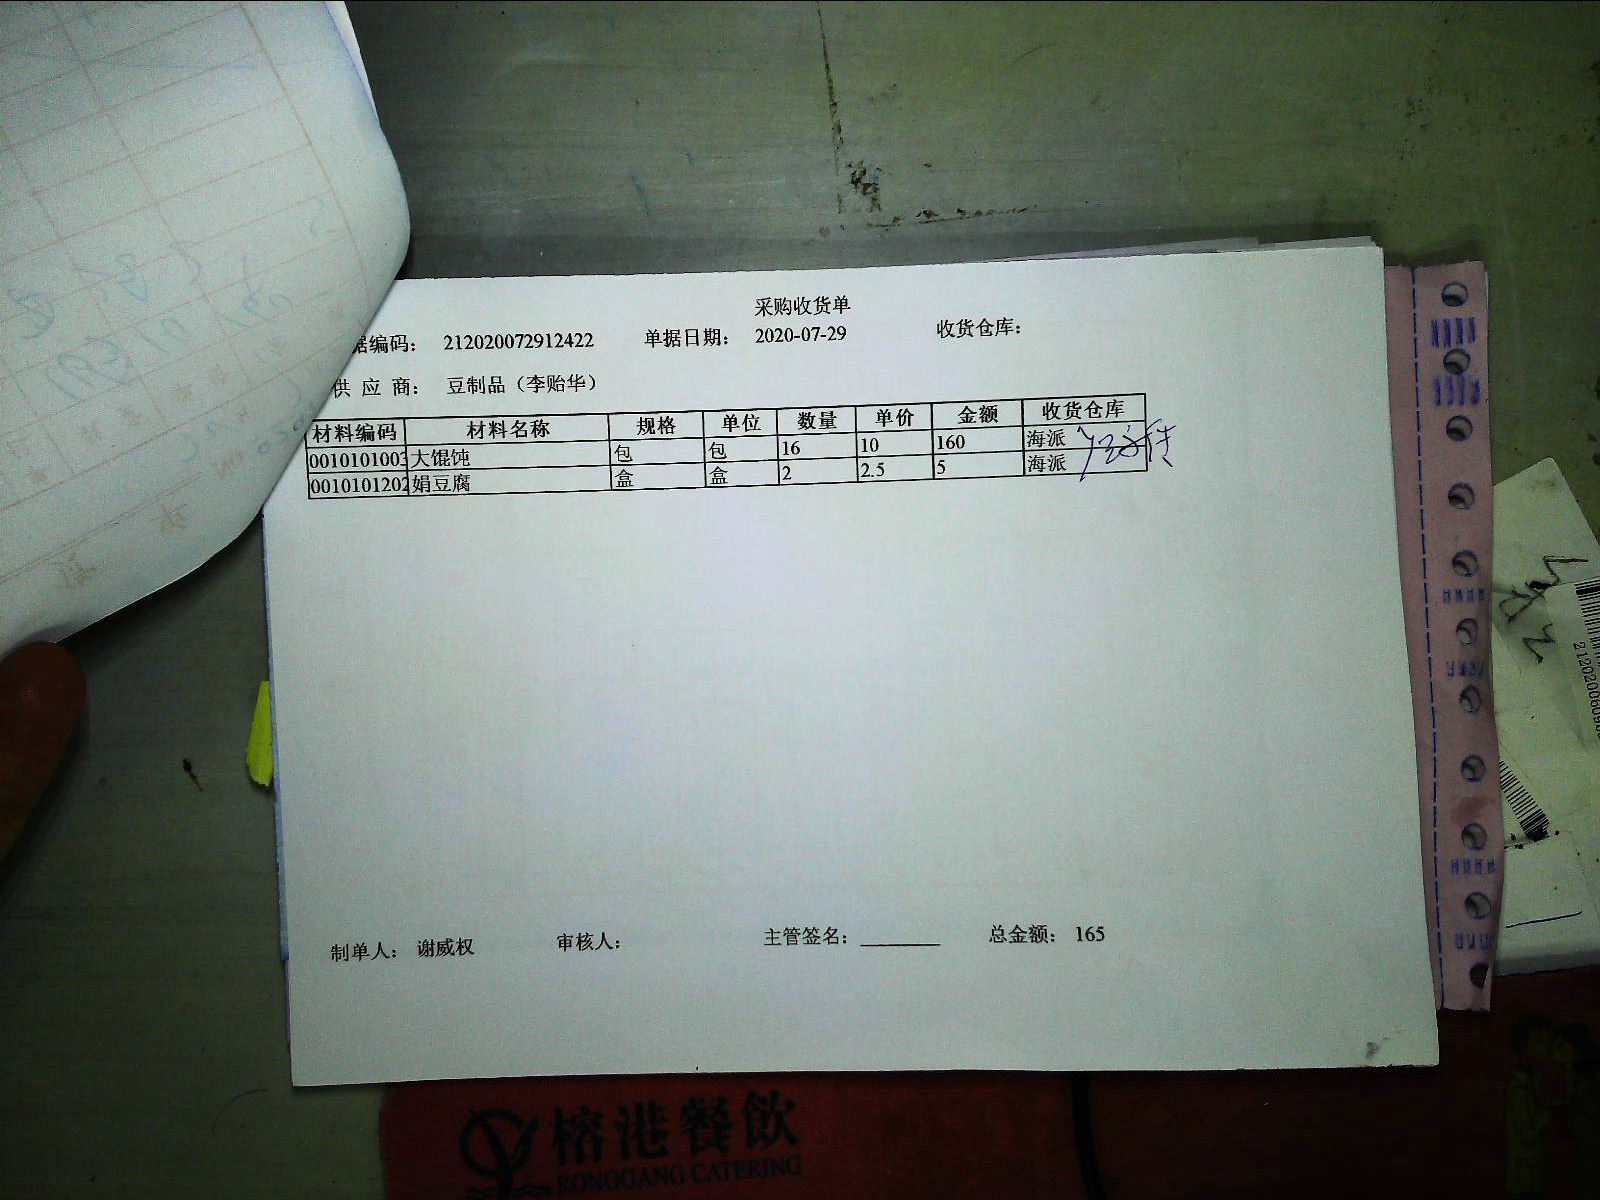 采购收货单
据编码： 212020072912422 单据日期： 2020-07-29 收货仓库：
供 应 商： 豆制品（李贻华）
材料编码 材料名称 规格 单位 数量 单价 金额 收货仓库
0010101003 大馄饨 包 包 16 10 160 海派
0010101202 娟豆腐 盒 盒 2 2.5 5 海派
制单人： 谢威权 审核人： 主管签名： 总金额： 165
榕港餐飲
RONGGANG CATERING